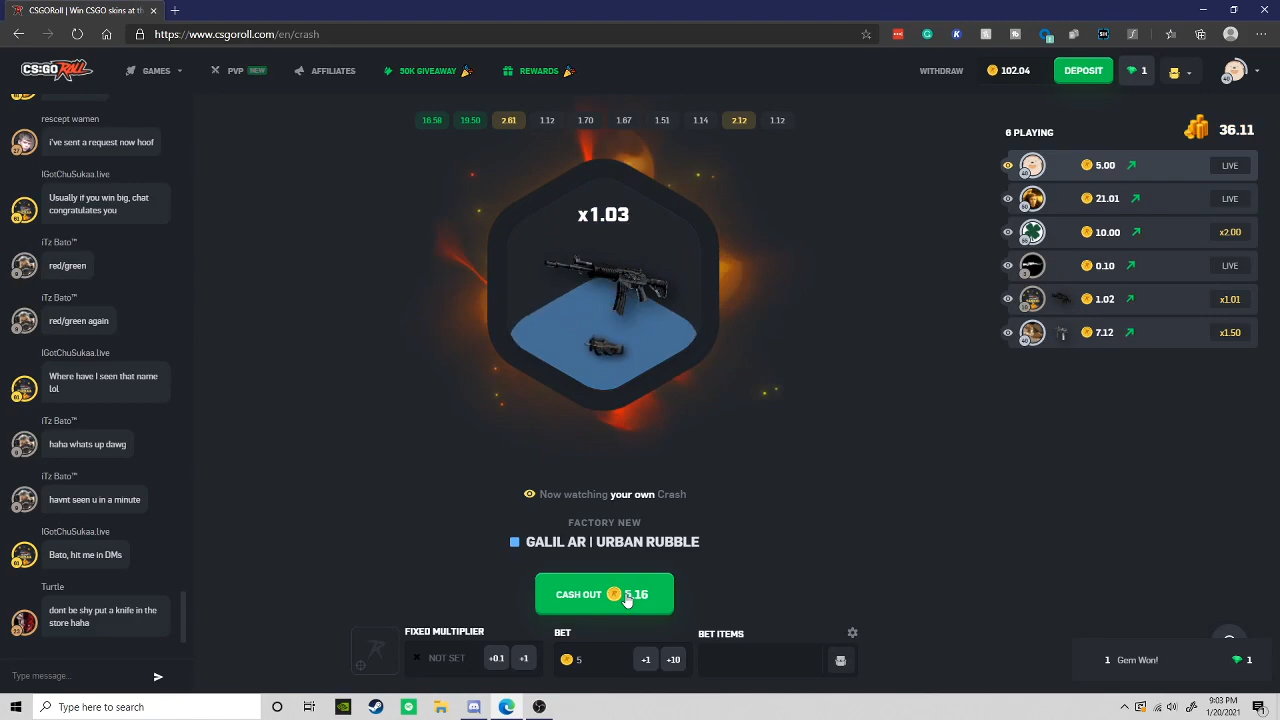 CSGORoll | Win CSGO skins at th
https://www.csgoroll.com/en/crash
CS:GO ROLL
GAMES
PVP NEW
AFFILIATES
50K GIVEAWAY
REWARDS
WITHDRAW
102.04
DEPOSIT
1
rescept wamen
i've sent a request now hoof
IGotChuSukaa.live
Usually if you win big, chat
congratulates you
iTz Bato™
red/green
iTz Bato™
red/green again
IGotChuSukaa.live
Where have I seen that name
lol
iTz Bato™
haha whats up dawg
iTz Bato™
havnt seen u in a minute
IGotChuSukaa.live
Bato, hit me in DMs
Turtle
dont be shy put a knife in the
store haha
Type message...
16.58 19.50 2.61 1.12 1.70 1.67 1.51 1.14 2.12 1.12
x1.03
Now watching your own Crash
FACTORY NEW
GALIL AR | URBAN RUBBLE
CASH OUT 5.16
FIXED MULTIPLIER
NOT SET +0.1 +1
BET
5 +1 +10
BET ITEMS
6 PLAYING 36.11
5.00 LIVE
21.01 LIVE
10.00 x2.00
0.10 LIVE
1.02 x1.01
7.12 x1.50
1 Gem Won! 1
Type here to search
9:03 PM
1/20/2021